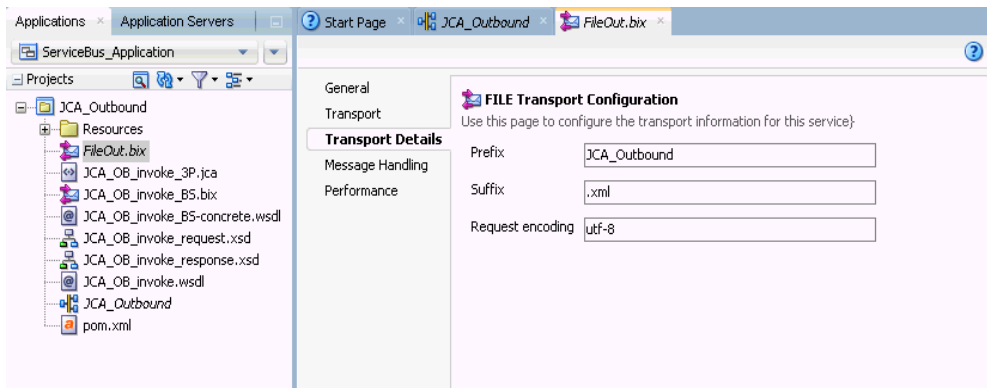 Applications
Application Servers
Start Page
JCA_Outbound
FileOut.bix
ServiceBus_Application
Projects
JCA_Outbound
Resources
FileOut.bix
JCA_OB_invoke_3P.jca
JCA_OB_invoke_BS.bix
JCA_OB_invoke_BS-concrete.wsdl
JCA_OB_invoke_request.xsd
JCA_OB_invoke_response.xsd
JCA_OB_invoke.wsdl
JCA_Outbound
pom.xml
General
Transport
Transport Details
Message Handling
Performance
FILE Transport Configuration
Use this page to configure the transport information for this service}
Prefix JCA_Outbound
Suffix .xml
Request encoding utf-8